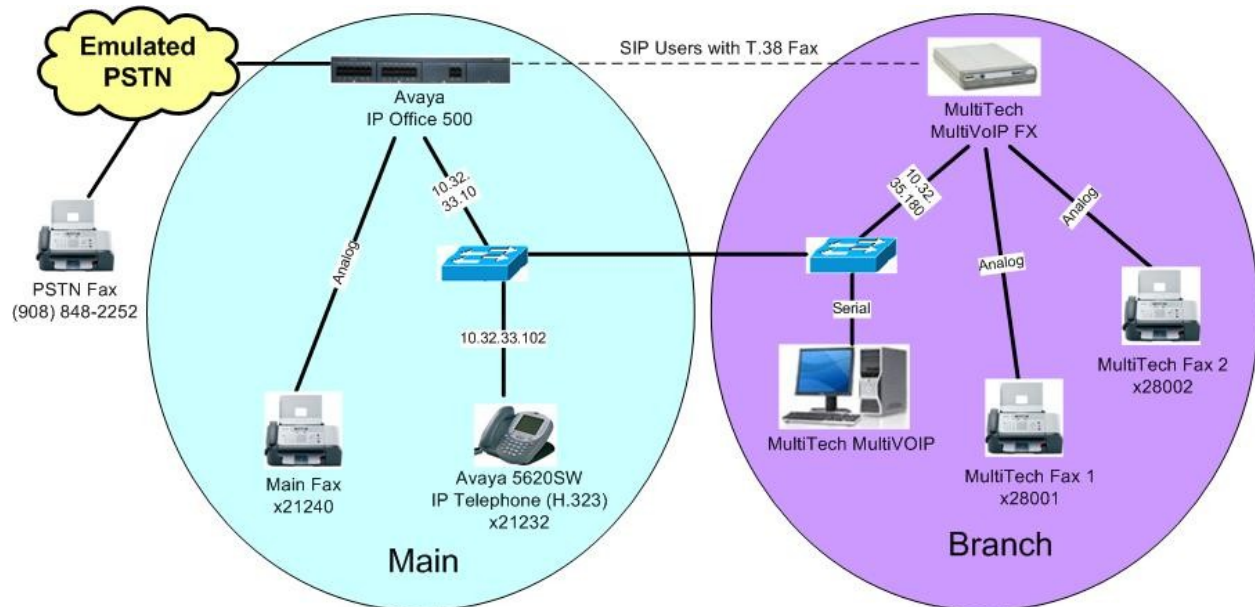 Emulated
PSTN
SIP Users with T.38 Fax
Avaya
IP Office 500
MultiTech
MultiVoIP FX
10.32.
33.10
10.32.
35.180
Analog
Analog
Analog
PSTN Fax
(908) 848-2252
Serial
10.32.33.102
MultiTech Fax 2
x28002
MultiTech MultiVOIP
Main Fax
x21240
Avaya 5620SW
IP Telephone (H.323)
x21232
MultiTech Fax 1
x28001
Main
Branch